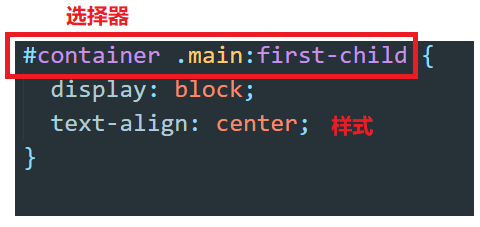 选择器
#container .main:first-child {
display: block;
text-align: center; 样式
}